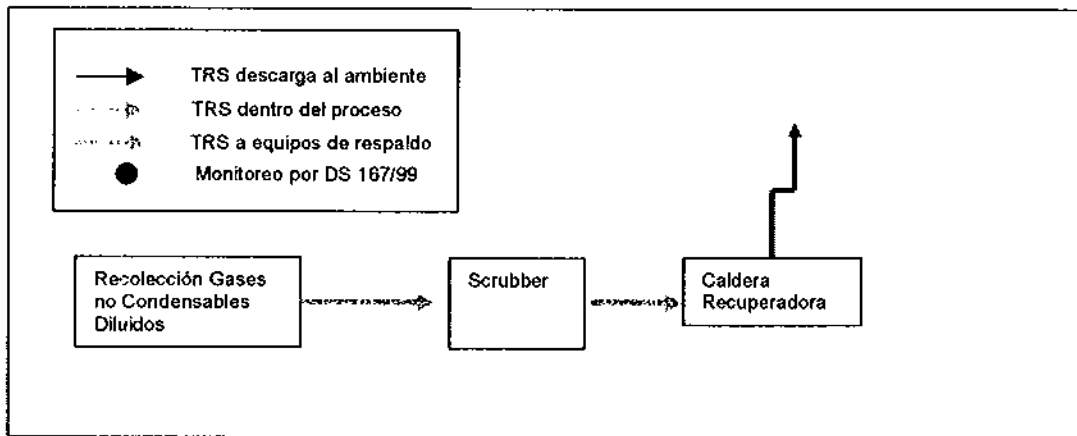 TRS descarga al ambiente
TRS dentro del proceso
TRS a equipos de respaldo
Monitoreo por DS 167/99
Recolección Gases
no Condensables
Diluidos
Scrubber
Caldera
Recuperadora